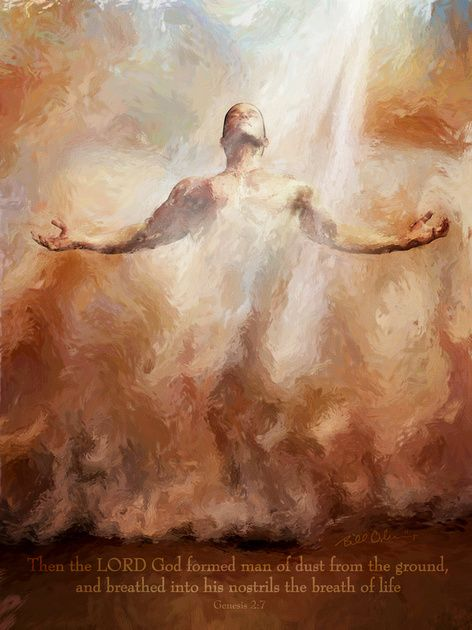 Then the LORD God formed man of dust from the ground,
and breathed into his nostrils the breath of life
Genesis 2:7